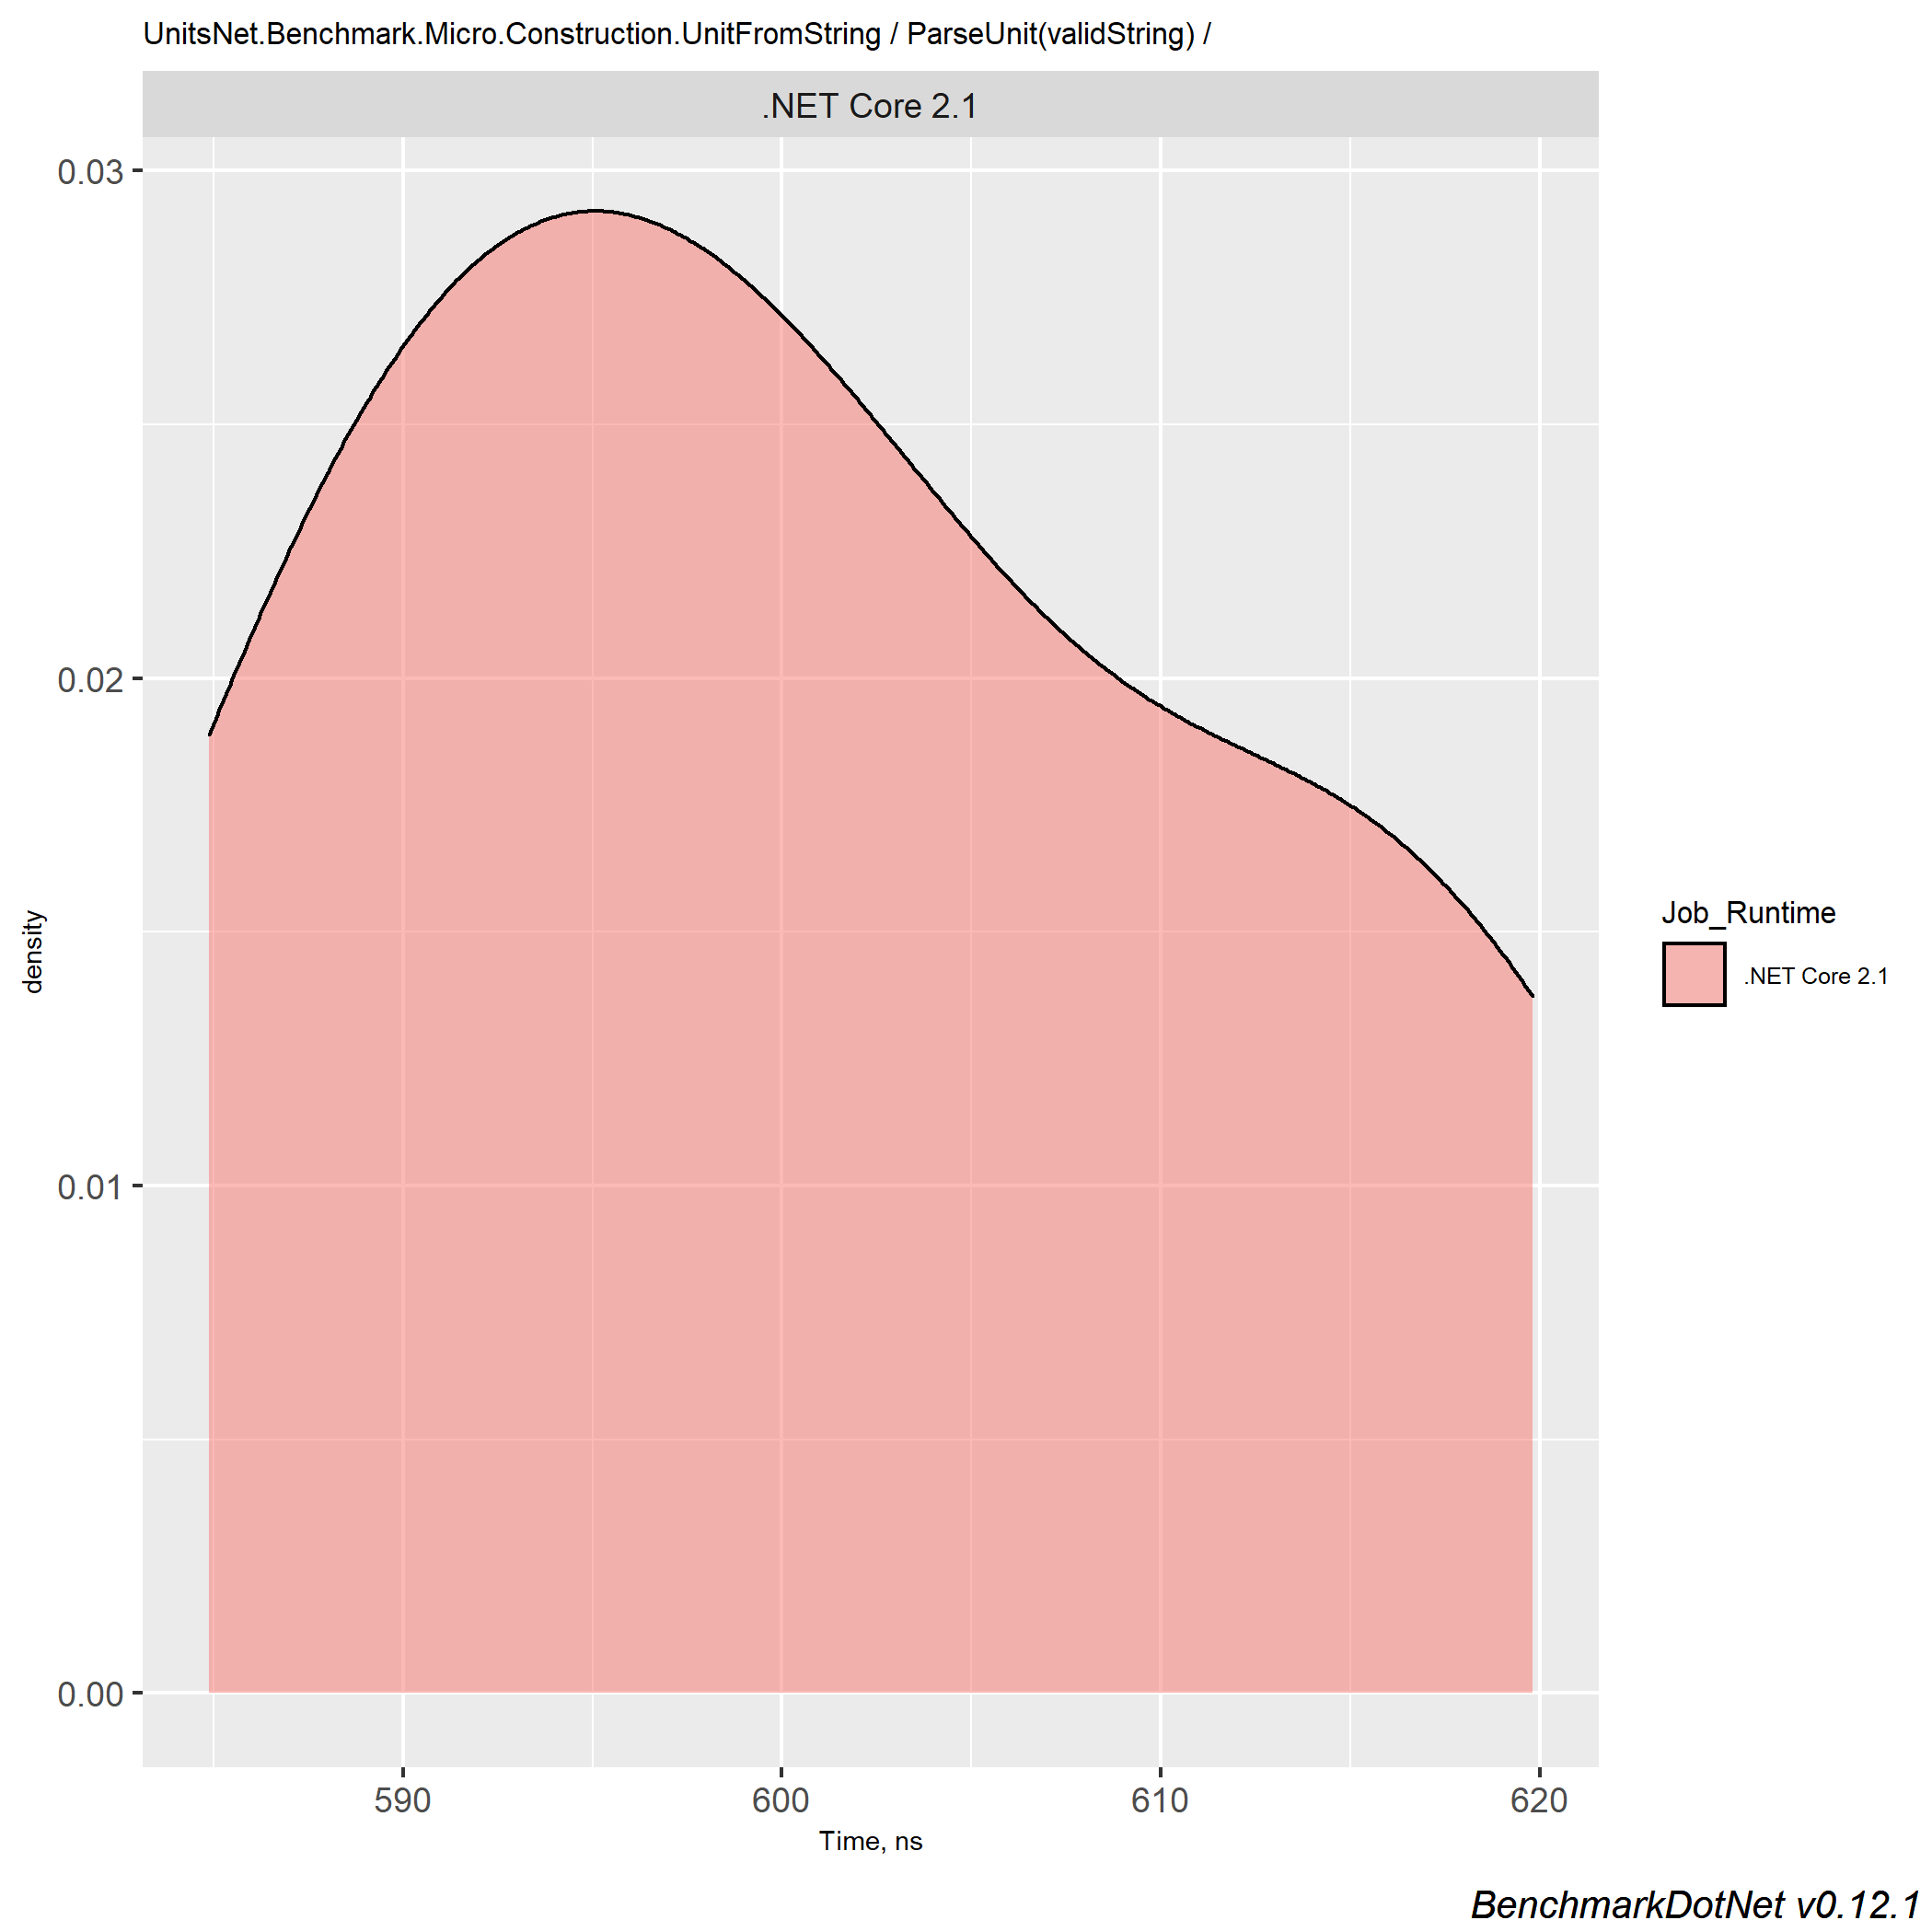 UnitsNet.Benchmark.Micro.Construction.UnitFromString / ParseUnit(validString) /
.NET Core 2.1
0.03
0.02
0.01
0.00
density
590 600 610 620
Time, ns
Job_Runtime
.NET Core 2.1
BenchmarkDotNet v0.12.1